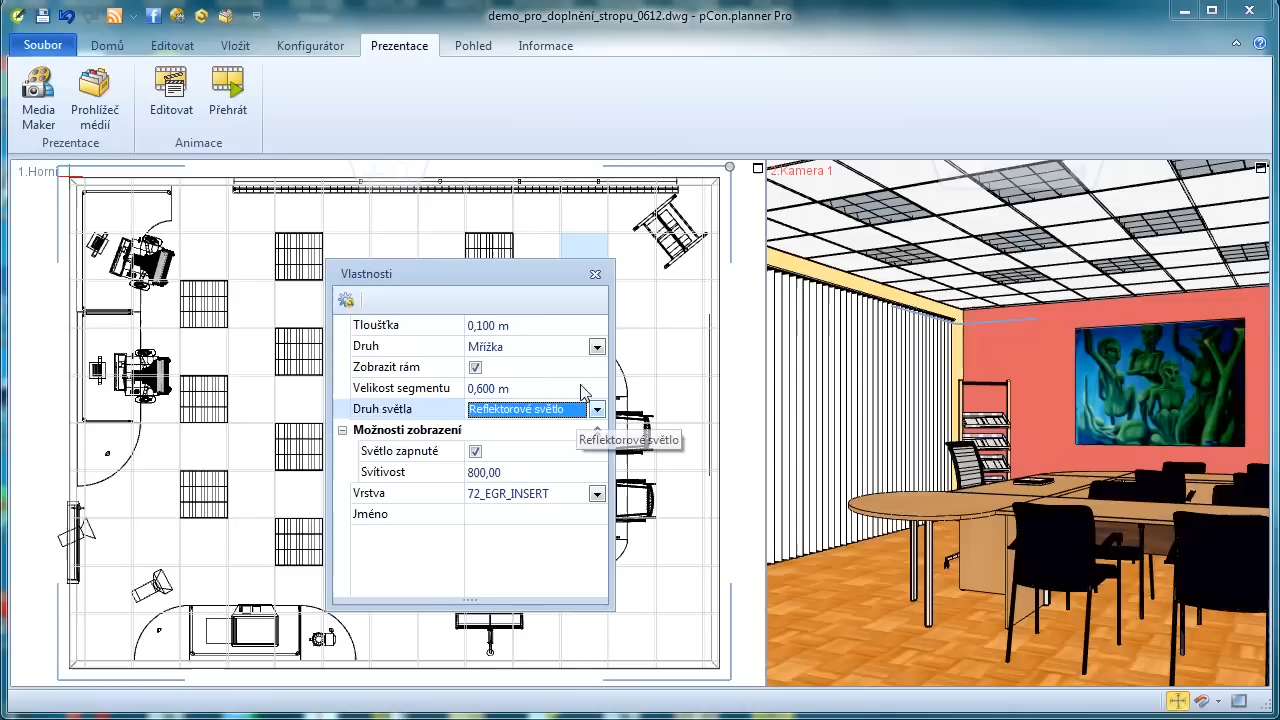 demo_pro_doplnění_stropu_0612.dwg - pCon.planner Pro
Soubor Domů Editovat Vložit Konfigurátor Prezentace Pohled Informace
Media Maker
Prohlížeč médií
Editovat
Přehrát
Prezentace
Animace
1.Horní
2.Kamera 1
Vlastnosti
Tloušťka 0,100 m
Druh Mřížka
Zobrazit rám
Velikost segmentu 0,600 m
Druh světla Reflektorové světlo
Možnosti zobrazení
Reflektorové světlo
Světlo zapnuté
Svítivost 800,00
Vrstva 72_EGR_INSERT
Jméno